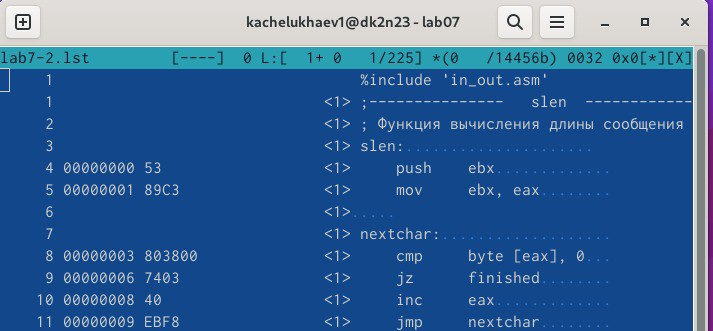 kachelukhaev1@dk2n23 - lab07
lab7-2.lst [----] 0 L:[ 1+ 0 1/225] *(0 /14456b) 0032 0x0[*][X]
1 %include 'in_out.asm'
1 <1> ;--------------- slen ------------
2 <1> ; Функция вычисления длины сообщения
3 <1> slen:.....................
4 00000000 53 <1> push ebx.............
5 00000001 89C3 <1> mov ebx, eax........
6 <1>.....
7 <1> nextchar:...................
8 00000003 803800 <1> cmp byte [eax], 0...
9 00000006 7403 <1> jz finished........
10 00000008 40 <1> inc eax.............
11 00000009 EBF8 <1> jmp nextchar........